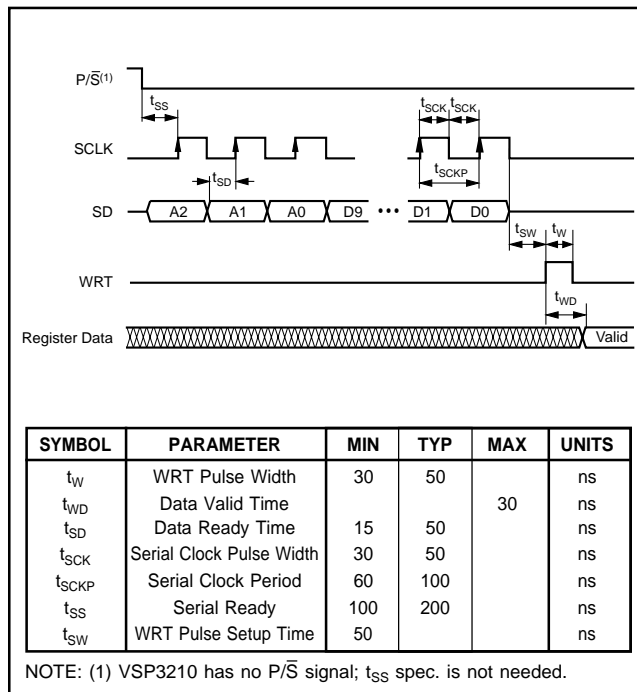 P/S̅(1)
tSS
tSCK tSCK
SCLK
tSCKP
tSD
SD A2 A1 A0 D9 ••• D1 D0
tSW tW
WRT
tWD
Register Data Valid
SYMBOL PARAMETER MIN TYP MAX UNITS
tW WRT Pulse Width 30 50 ns
tWD Data Valid Time 30 ns
tSD Data Ready Time 15 50 ns
tSCK Serial Clock Pulse Width 30 50 ns
tSCKP Serial Clock Period 60 100 ns
tSS Serial Ready 100 200 ns
tSW WRT Pulse Setup Time 50 ns
NOTE: (1) VSP3210 has no P/S̅ signal; tSS spec. is not needed.